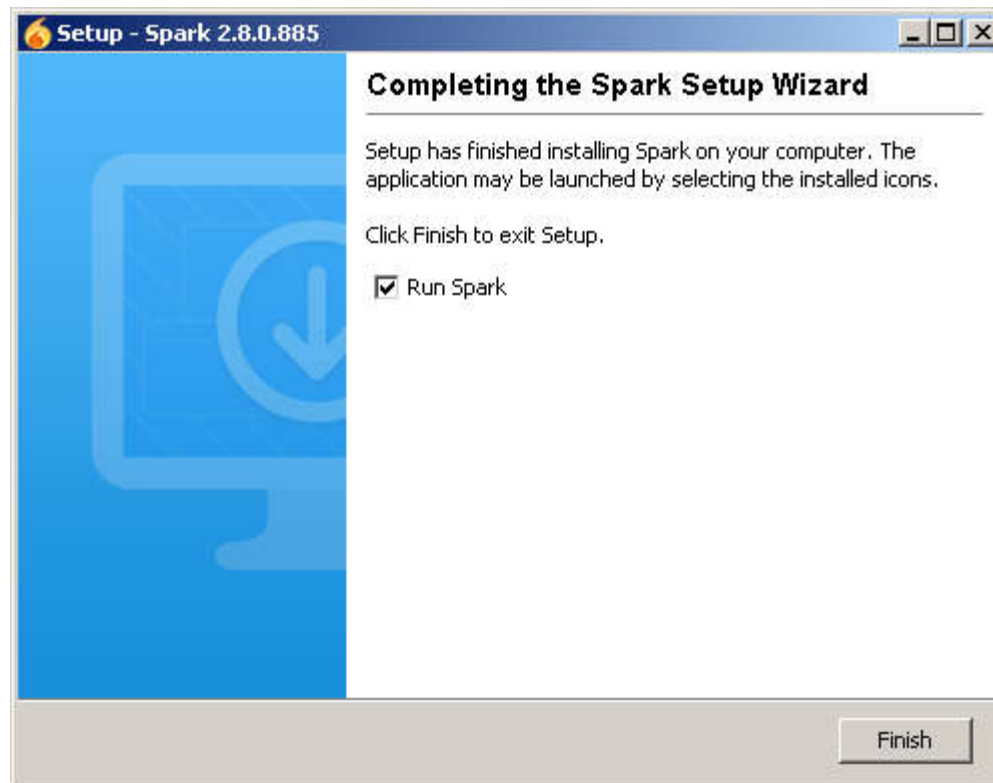 Setup - Spark 2.8.0.885
Completing the Spark Setup Wizard
Setup has finished installing Spark on your computer. The
application may be launched by selecting the installed icons.
Click Finish to exit Setup.
Run Spark
Finish